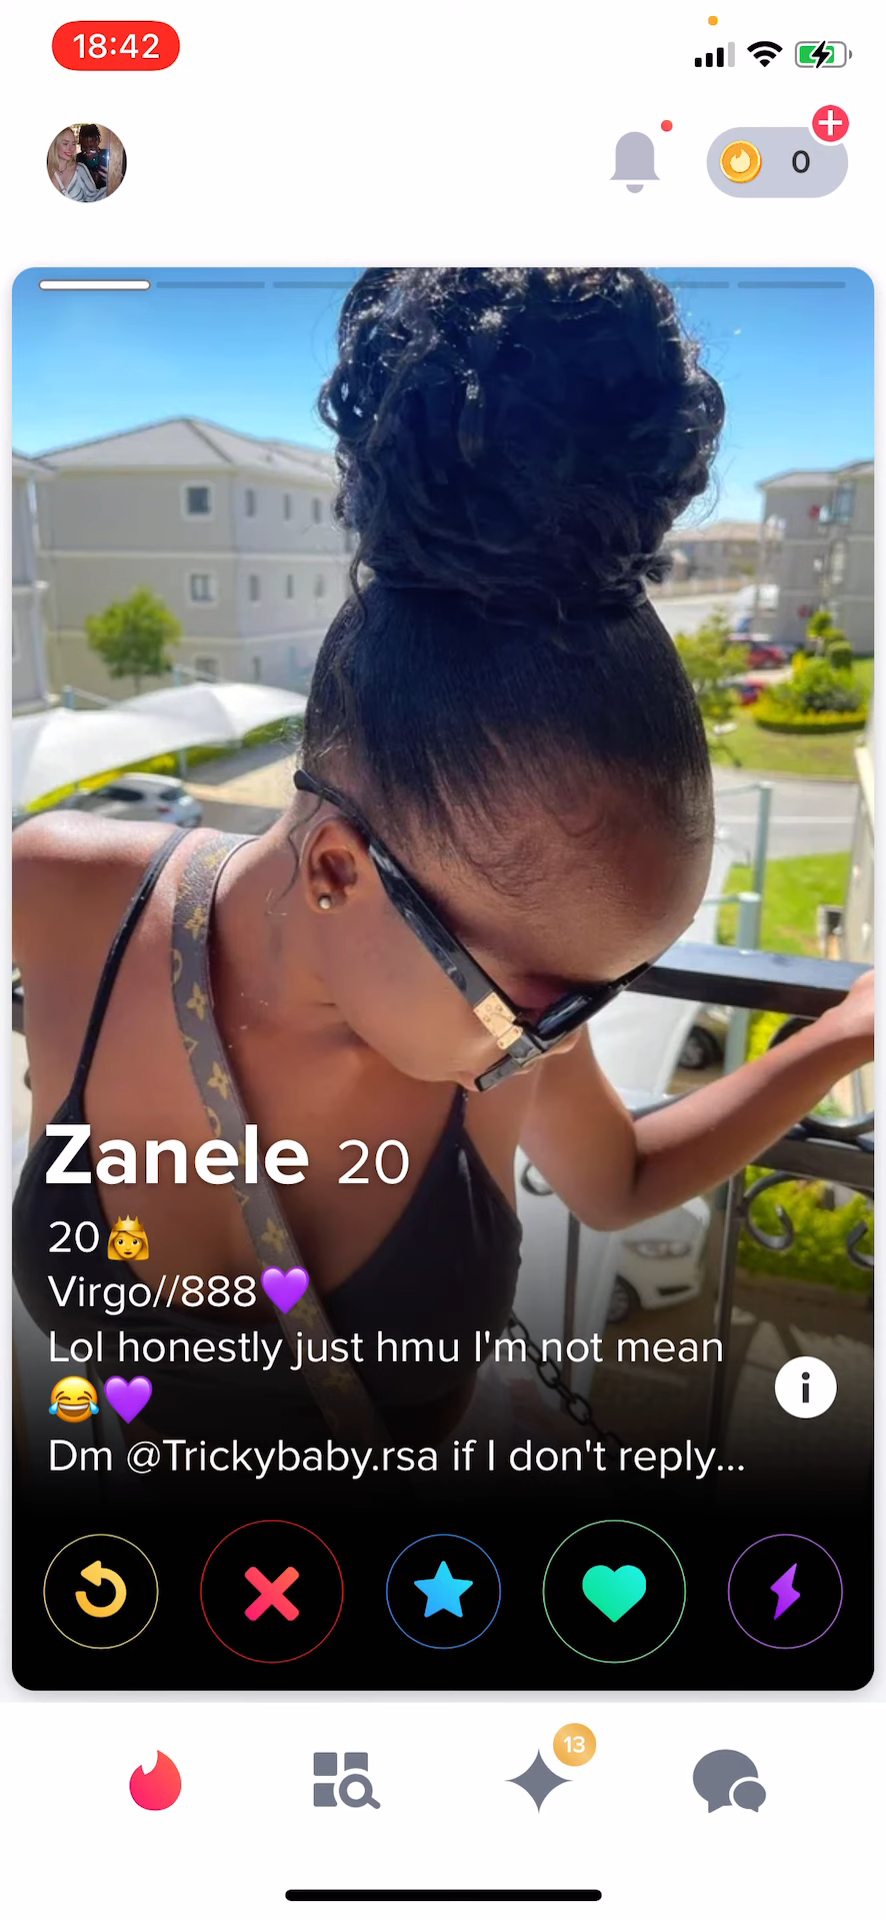 18:42
0
Zanele 20
20👸
Virgo//888💜
Lol honestly just hmu I'm not mean
😂💜
Dm @Trickybaby.rsa if I don't reply...
13